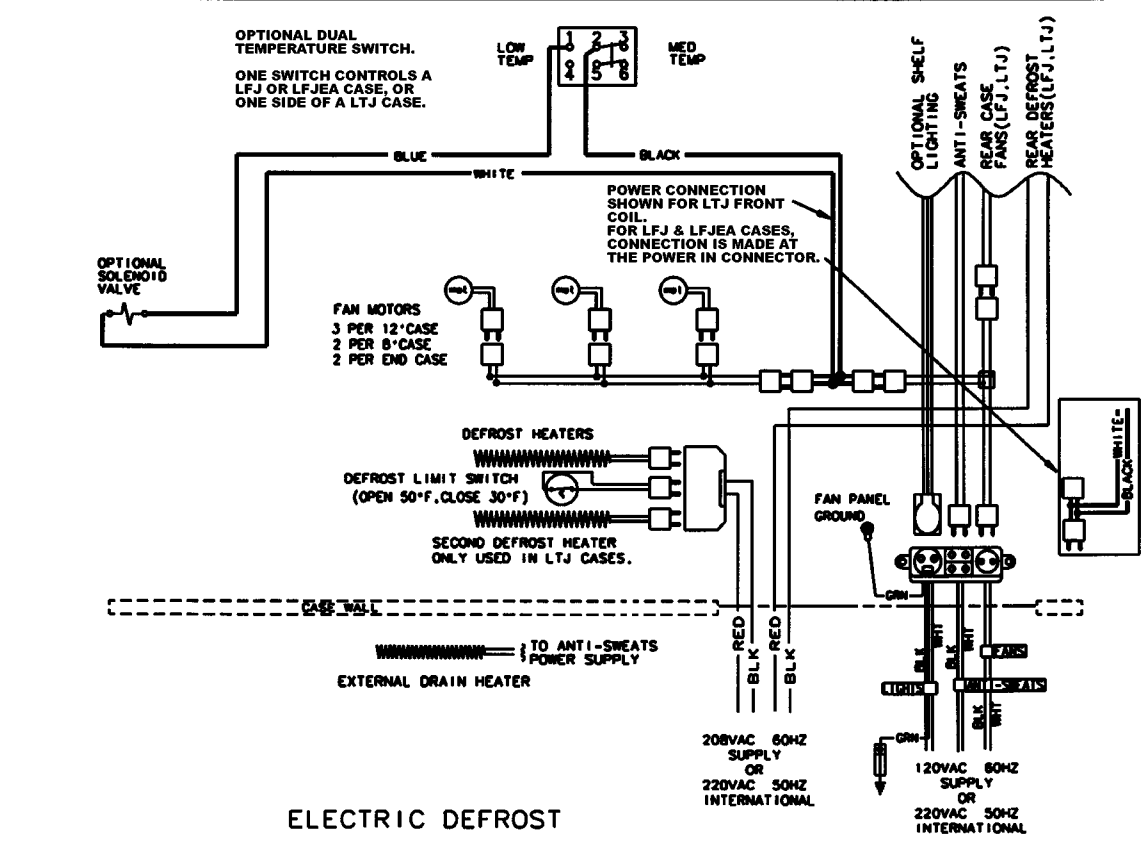 OPTIONAL DUAL
TEMPERATURE SWITCH.
ONE SWITCH CONTROLS A
LFJ OR LFJEA CASE, OR
ONE SIDE OF A LTJ CASE.
LOW
TEMP
1 2 3
4 5 6
MED
TEMP
OPTIONAL SHELF
LIGHTING
ANTI-SWEATS
REAR CASE
FANS(LFJ,LTJ)
REAR DEFROST
HEATERS(LFJ,LTJ)
BLUE
BLACK
WHITE
POWER CONNECTION
SHOWN FOR LTJ FRONT
COIL.
FOR LFJ & LFJEA CASES,
CONNECTION IS MADE AT
THE POWER IN CONNECTOR.
OPTIONAL
SOLENOID
VALVE
FAN MOTORS
3 PER 12'CASE
2 PER 8'CASE
2 PER END CASE
mot
mot
mot
WHITE
BLACK
DEFROST HEATERS
DEFROST LIMIT SWITCH
(OPEN 50°F,CLOSE 30°F)
SECOND DEFROST HEATER
ONLY USED IN LTJ CASES.
FAN PANEL
GROUND
GRN
CASE WALL
RED
BLK
RED
BLK
BLK
WHT
BLK
WHT
FANS
LIGHTS
ANTI-SWEATS
BLK
WHT
GRN
TO ANTI-SWEATS
POWER SUPPLY
EXTERNAL DRAIN HEATER
208VAC 60HZ
SUPPLY
OR
220VAC 50HZ
INTERNATIONAL
120VAC 60HZ
SUPPLY
OR
220VAC 50HZ
INTERNATIONAL
ELECTRIC DEFROST